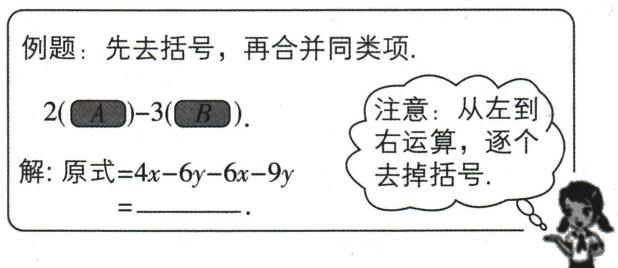 例题：先去括号，再合并同类项.
2( A )-3( B ).
解: 原式=4x-6y-6x-9y
=________.
注意：从左到
右运算，逐个
去掉括号.